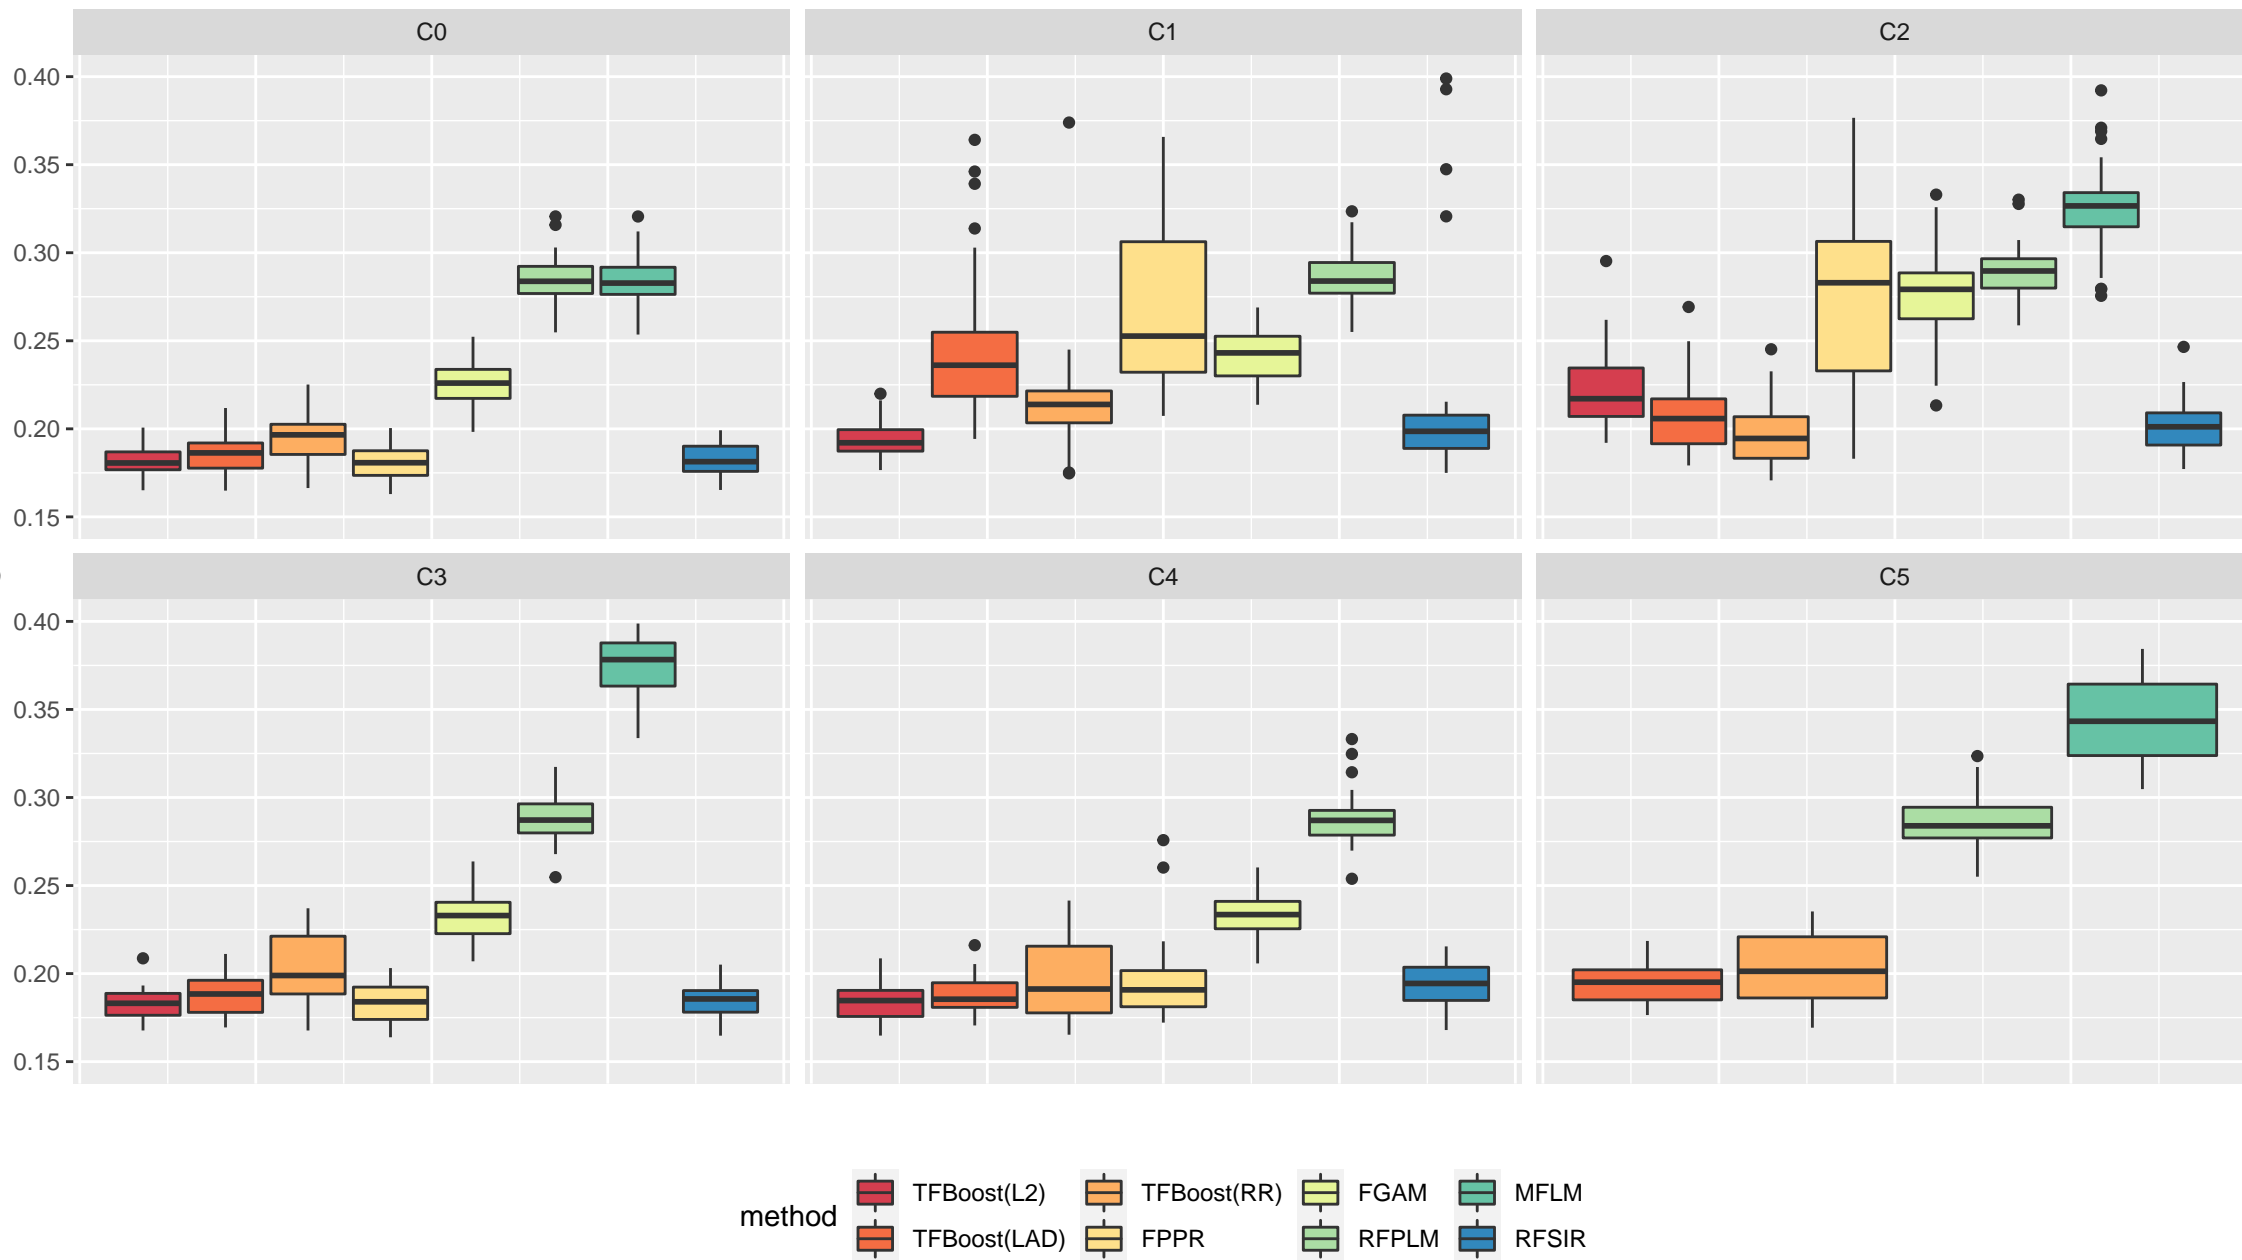 C0 C1 C2
0.40
0.35
0.30
0.25
0.20
0.15
C3 C4 C5
0.40
0.35
0.30
0.25
0.20
0.15
method
TFBoost(L2) TFBoost(RR) FGAM MFLM
TFBoost(LAD) FPPR RFPLM RFSIR